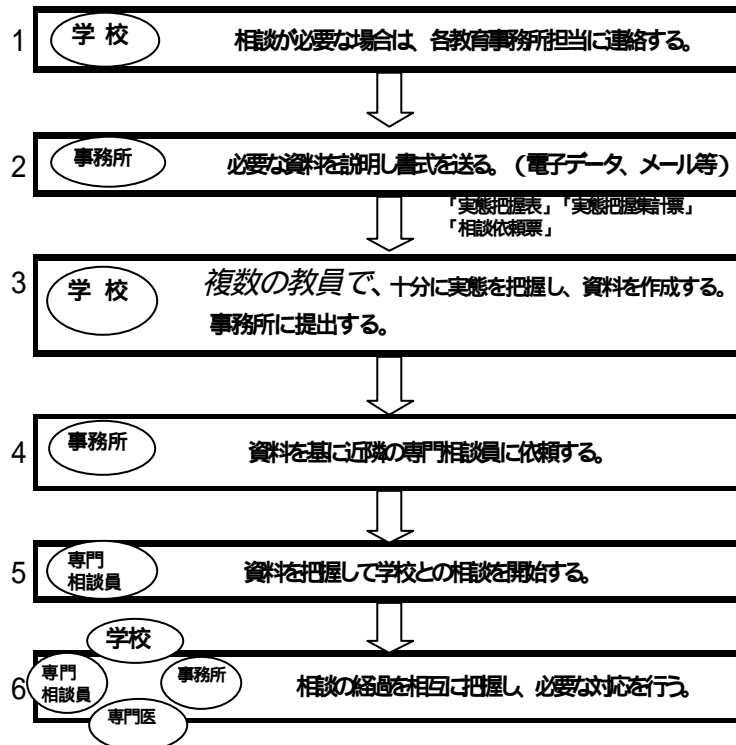 1
学 校
相談が必要な場合は、各教育事務所担当に連絡する。
2
事務所
必要な資料を説明し書式を送る。(電子データ、メール等)
「実態把握表」「実態把握集計票」
「相談依頼票」
3
学 校
複数の教員で、十分に実態を把握し、資料を作成する。
事務所に提出する。
4
事務所
資料を基に近隣の専門相談員に依頼する。
5
専門
相談員
資料を把握して学校との相談を開始する。
6
学校
専門
相談員
事務所
専門医
相談の経過を相互に把握し、必要な対応を行う。